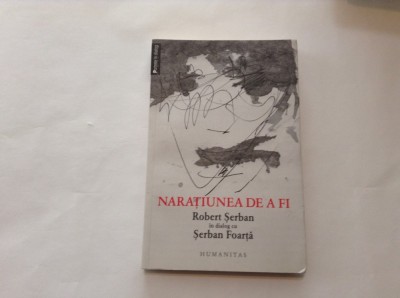 NARAȚIUNEA DE A FI
Robert Șerban
în dialog cu
Șerban Foarță
HUMANITAS